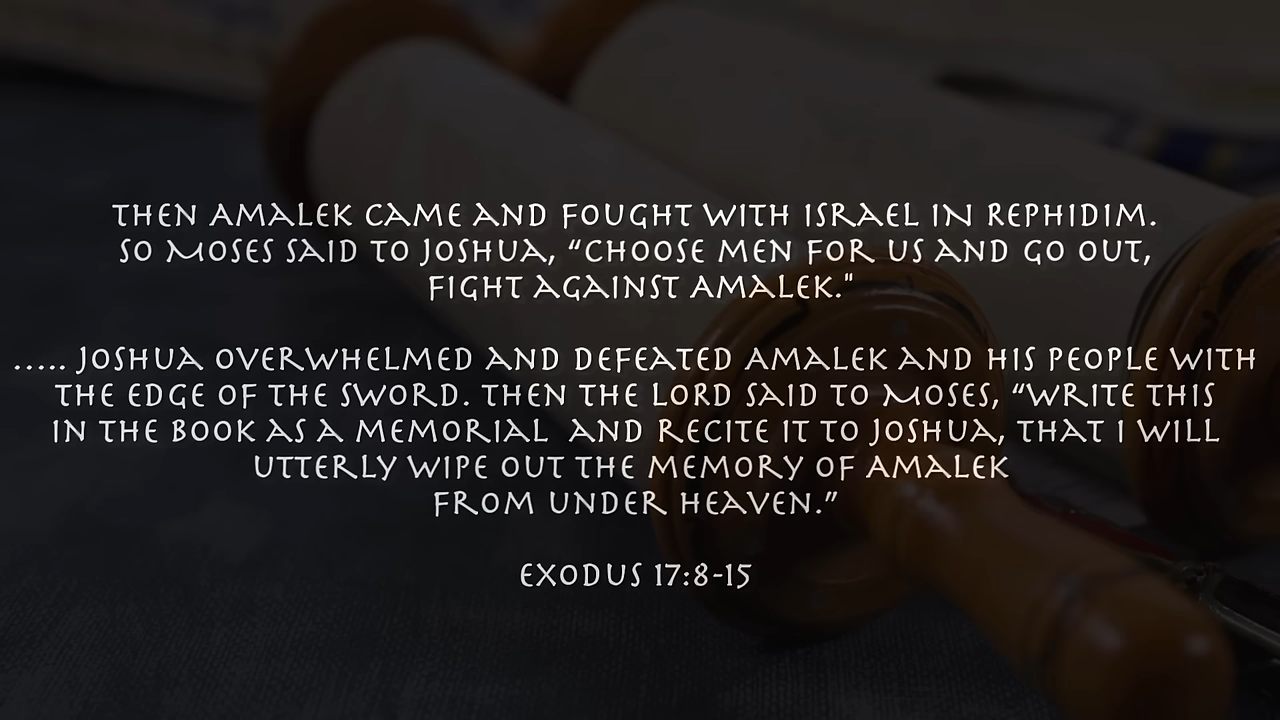 THEN AMALEK CAME AND FOUGHT WITH ISRAEL IN REPHIDIM.
SO MOSES SAID TO JOSHUA, “CHOOSE MEN FOR US AND GO OUT,
FIGHT AGAINST AMALEK."
..... JOSHUA OVERWHELMED AND DEFEATED AMALEK AND HIS PEOPLE WITH
THE EDGE OF THE SWORD. THEN THE LORD SAID TO MOSES, “WRITE THIS
IN THE BOOK AS A MEMORIAL AND RECITE IT TO JOSHUA, THAT I WILL
UTTERLY WIPE OUT THE MEMORY OF AMALEK
FROM UNDER HEAVEN.”
EXODUS 17:8-15